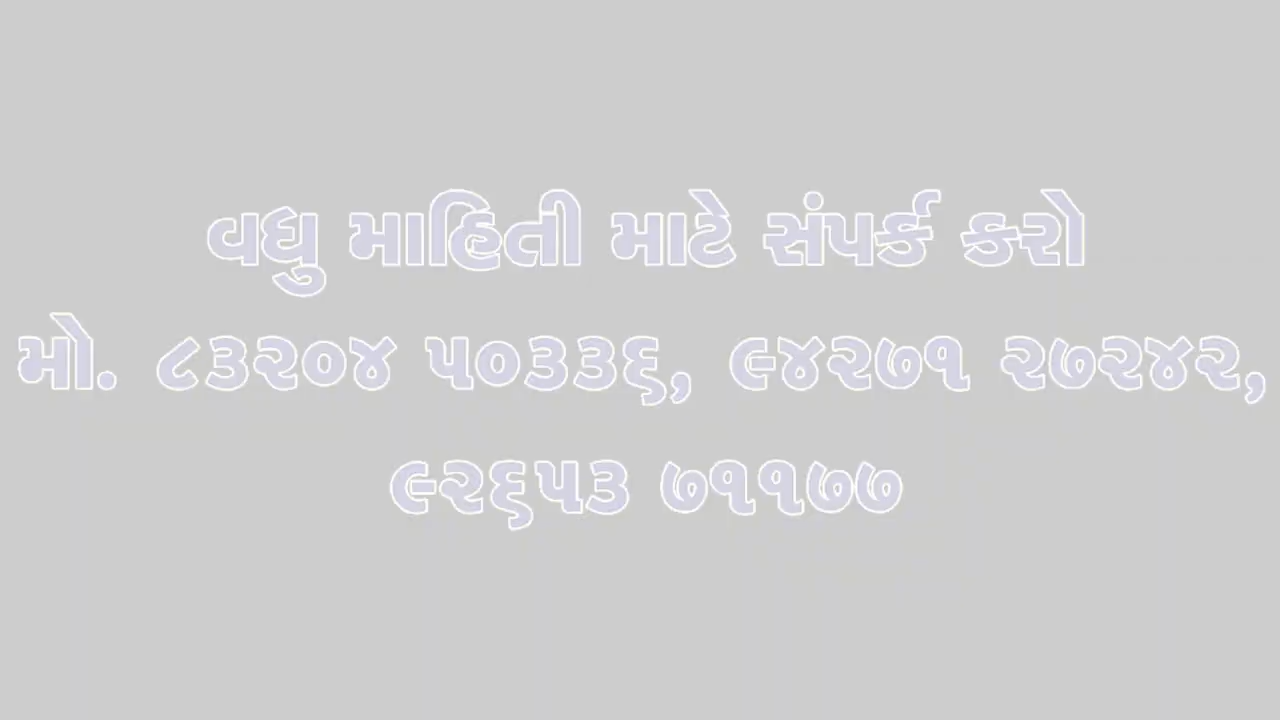 વધુ માહિતી માટે સંપર્ક કરો
મો. ૮૩૨૦૪ ૫૦૩૩૬, ૯૪૨૭૧ ૨૭૨૪૨,
૯૨૬૫૩ ૭૧૧૭૭